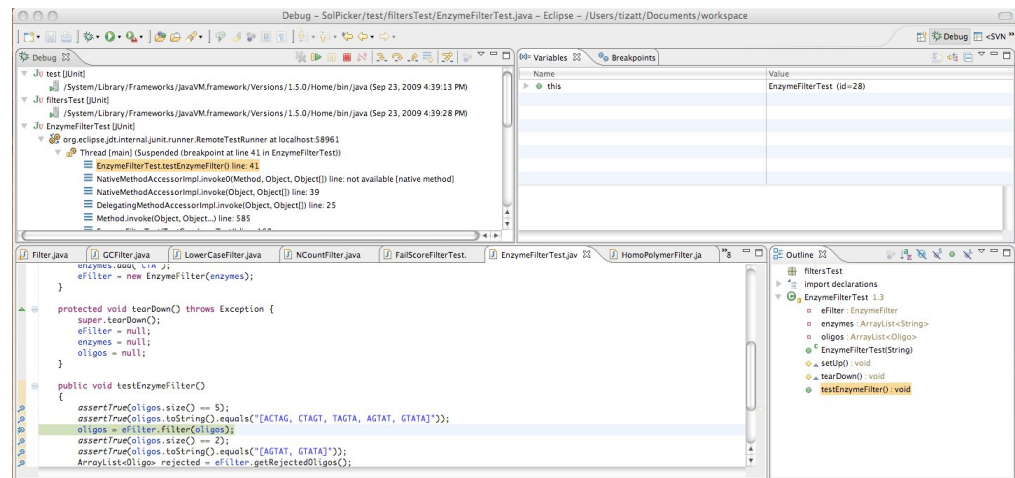 Debug – SolPicker/test/filtersTest/EnzymeFilterTest.java – Eclipse – /Users/tizatt/Documents/workspace
Debug
<SVN
Debug
Ju test [JUnit]
/System/Library/Frameworks/JavaVM.framework/Versions/1.5.0/Home/bin/java (Sep 23, 2009 4:39:13 PM)
Ju filtersTest [JUnit]
/System/Library/Frameworks/JavaVM.framework/Versions/1.5.0/Home/bin/java (Sep 23, 2009 4:39:28 PM)
Ju EnzymeFilterTest [JUnit]
org.eclipse.jdt.internal.junit.runner.RemoteTestRunner at localhost:58961
Thread [main] (Suspended (breakpoint at line 41 in EnzymeFilterTest))
EnzymeFilterTest.testEnzymeFilter() line: 41
NativeMethodAccessorImpl.invoke0(Method, Object, Object[]) line: not available [native method]
NativeMethodAccessorImpl.invoke(Object, Object[]) line: 39
DelegatingMethodAccessorImpl.invoke(Object, Object[]) line: 25
Method.invoke(Object, Object...) line: 585
(x)= Variables Breakpoints
Name Value
this EnzymeFilterTest (id=28)
Filter.java GCFilter.java LowerCaseFilter.java NCountFilter.java FailScoreFilterTest. EnzymeFilterTest.jav HomoPolymerFilter.ja »8
enzymes.add("CTA");
eFilter = new EnzymeFilter(enzymes);
}
protected void tearDown() throws Exception {
super.tearDown();
eFilter = null;
enzymes = null;
oligos = null;
}
public void testEnzymeFilter()
{
assertTrue(oligos.size() == 5);
assertTrue(oligos.toString().equals("[ACTAG, CTAGT, TAGTA, AGTAT, GTATA]"));
oligos = eFilter.filter(oligos);
assertTrue(oligos.size() == 2);
assertTrue(oligos.toString().equals("[AGTAT, GTATA]"));
ArrayList<Oligo> rejected = eFilter.getRejectedOligos();
Outline
filtersTest
import declarations
EnzymeFilterTest 1.3
eFilter : EnzymeFilter
enzymes : ArrayList<String>
oligos : ArrayList<Oligo>
EnzymeFilterTest(String)
setUp() : void
tearDown() : void
testEnzymeFilter() : void